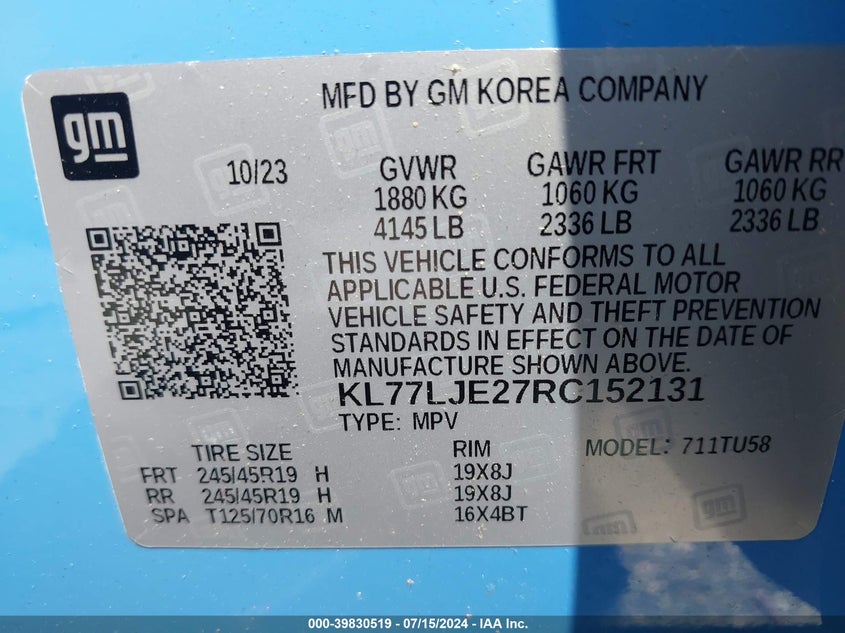 gm
MFD BY GM KOREA COMPANY
10/23 GVWR GAWR FRT GAWR RR
1880 KG 1060 KG 1060 KG
4145 LB 2336 LB 2336 LB
THIS VEHICLE CONFORMS TO ALL
APPLICABLE U.S. FEDERAL MOTOR
VEHICLE SAFETY AND THEFT PREVENTION
STANDARDS IN EFFECT ON THE DATE OF
MANUFACTURE SHOWN ABOVE.
KL77LJE27RC152131
TYPE: MPV
TIRE SIZE RIM MODEL: 711TU58
FRT 245/45R19 H 19X8J
RR 245/45R19 H 19X8J
SPA T125/70R16 M 16X4BT
000-39830519 - 07/15/2024 - IAA Inc.